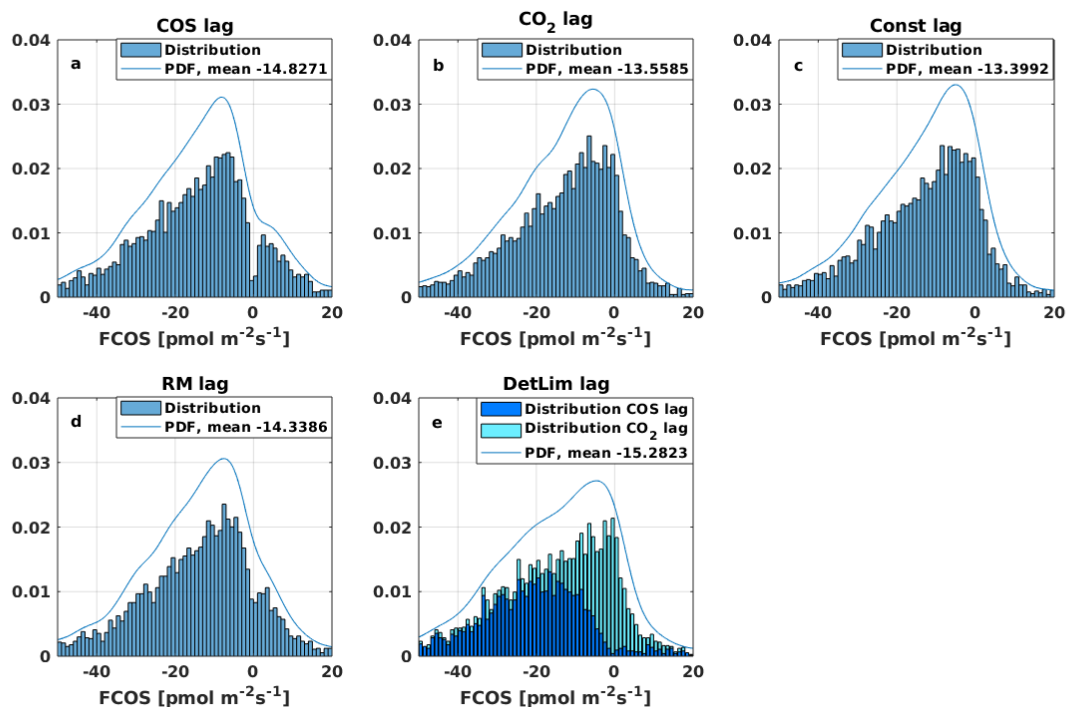 COS lag
a
Distribution
PDF, mean -14.8271
0.04
0.03
0.02
0.01
0
-40
-20
0
20
FCOS [pmol m⁻²s⁻¹]
CO₂ lag
b
Distribution
PDF, mean -13.5585
0.04
0.03
0.02
0.01
0
-40
-20
0
20
FCOS [pmol m⁻²s⁻¹]
Const lag
c
Distribution
PDF, mean -13.3992
0.04
0.03
0.02
0.01
0
-40
-20
0
20
FCOS [pmol m⁻²s⁻¹]
RM lag
d
Distribution
PDF, mean -14.3386
0.04
0.03
0.02
0.01
0
-40
-20
0
20
FCOS [pmol m⁻²s⁻¹]
DetLim lag
e
Distribution COS lag
Distribution CO₂ lag
PDF, mean -15.2823
0.04
0.03
0.02
0.01
0
-40
-20
0
20
FCOS [pmol m⁻²s⁻¹]